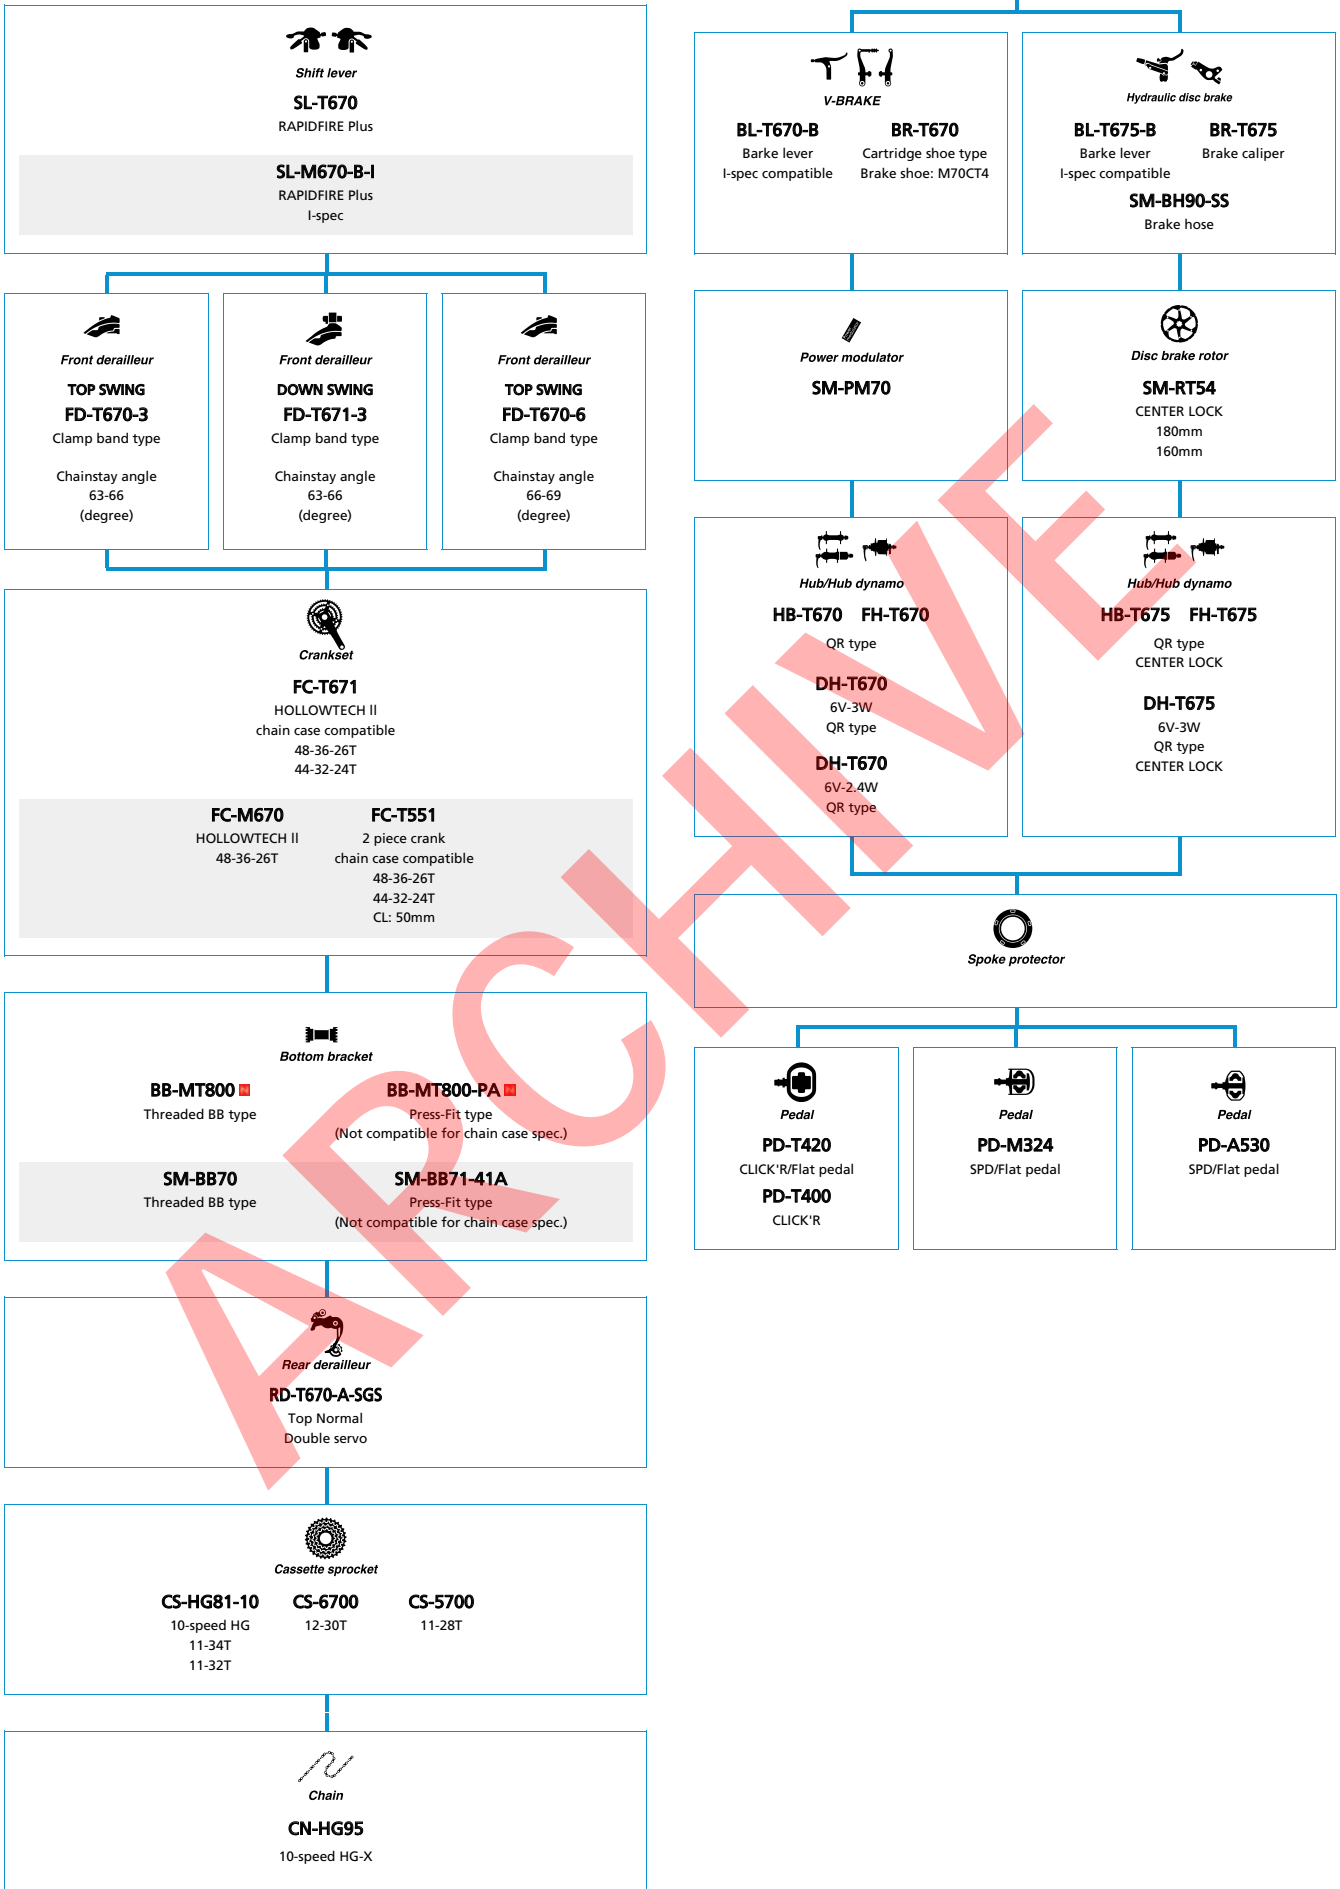 Shift lever
SL-T670
RAPIDFIRE Plus
SL-M670-B-I
RAPIDFIRE Plus
I-spec
Front derailleur
TOP SWING
FD-T670-3
Clamp band type
Chainstay angle
63-66
(degree)
Front derailleur
DOWN SWING
FD-T671-3
Clamp band type
Chainstay angle
63-66
(degree)
Front derailleur
TOP SWING
FD-T670-6
Clamp band type
Chainstay angle
66-69
(degree)
Crankset
FC-T671
HOLLOWTECH ll
chain case compatible
48-36-26T
44-32-24T
FC-M670
HOLLOWTECH ll
48-36-26T
FC-T551
2 piece crank
chain case compatible
48-36-26T
44-32-24T
CL: 50mm
Bottom bracket
BB-MT800 N
Threaded BB type
BB-MT800-PA N
Press-Fit type
(Not compatible for chain case spec.)
SM-BB70
Threaded BB type
SM-BB71-41A
Press-Fit type
(Not compatible for chain case spec.)
Rear derailleur
RD-T670-A-SGS
Top Normal
Double servo
Cassette sprocket
CS-HG81-10
10-speed HG
11-34T
11-32T
CS-6700
12-30T
CS-5700
11-28T
Chain
CN-HG95
10-speed HG-X
V-BRAKE
BL-T670-B
Barke lever
I-spec compatible
BR-T670
Cartridge shoe type
Brake shoe: M70CT4
Hydraulic disc brake
BL-T675-B
Barke lever
I-spec compatible
BR-T675
Brake caliper
SM-BH90-SS
Brake hose
Power modulator
SM-PM70
Disc brake rotor
SM-RT54
CENTER LOCK
180mm
160mm
Hub/Hub dynamo
HB-T670 FH-T670
QR type
DH-T670
6V-3W
QR type
DH-T670
6V-2.4W
QR type
Hub/Hub dynamo
HB-T675 FH-T675
QR type
CENTER LOCK
DH-T675
6V-3W
QR type
CENTER LOCK
Spoke protector
Pedal
PD-T420
CLICK'R/Flat pedal
PD-T400
CLICK'R
Pedal
PD-M324
SPD/Flat pedal
Pedal
PD-A530
SPD/Flat pedal
ARCHIVE